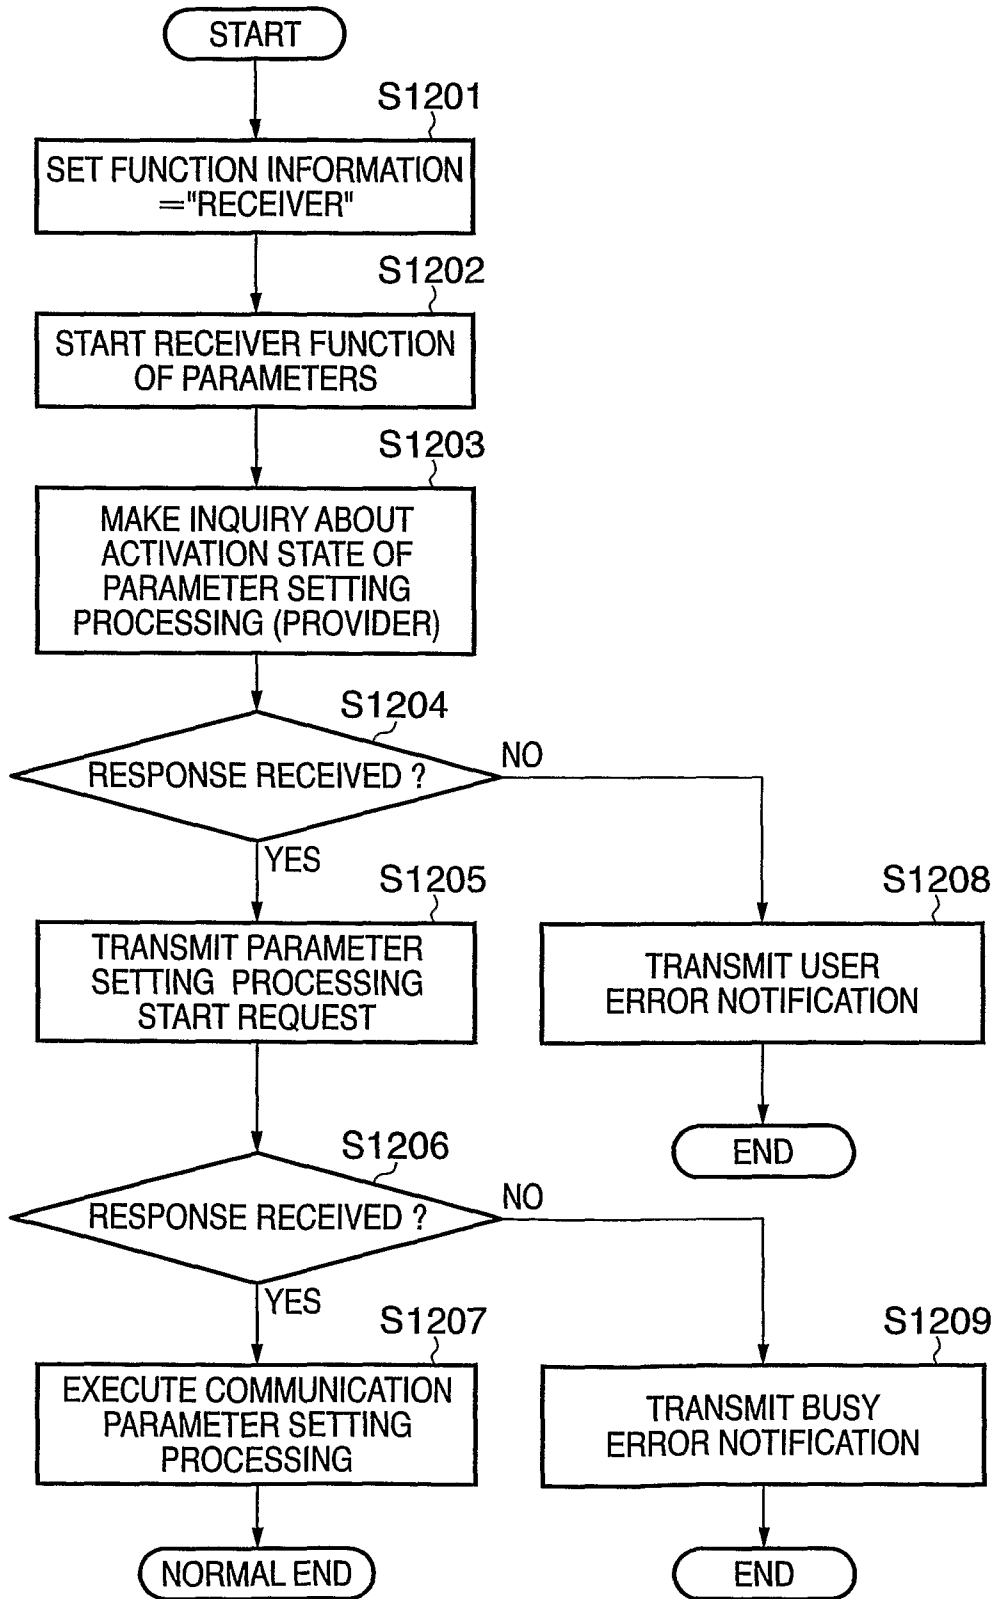 START
S1201
SET FUNCTION INFORMATION
="RECEIVER"
S1202
START RECEIVER FUNCTION
OF PARAMETERS
S1203
MAKE INQUIRY ABOUT
ACTIVATION STATE OF
PARAMETER SETTING
PROCESSING (PROVIDER)
S1204
RESPONSE RECEIVED ?
NO
YES
S1205
TRANSMIT PARAMETER
SETTING PROCESSING
START REQUEST
S1208
TRANSMIT USER
ERROR NOTIFICATION
END
S1206
RESPONSE RECEIVED ?
NO
YES
S1207
EXECUTE COMMUNICATION
PARAMETER SETTING
PROCESSING
S1209
TRANSMIT BUSY
ERROR NOTIFICATION
NORMAL END
END